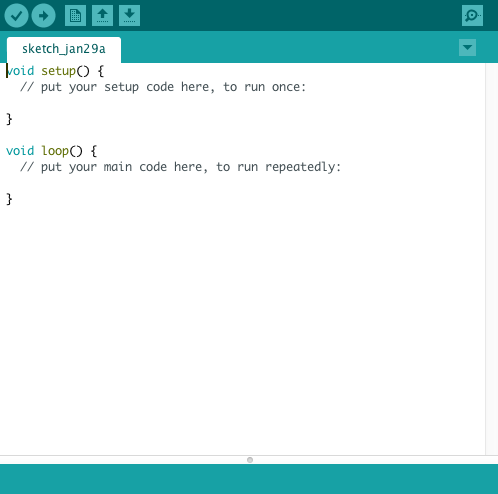 sketch_jan29a
void setup() {
  // put your setup code here, to run once:
}
void loop() {
  // put your main code here, to run repeatedly:
}